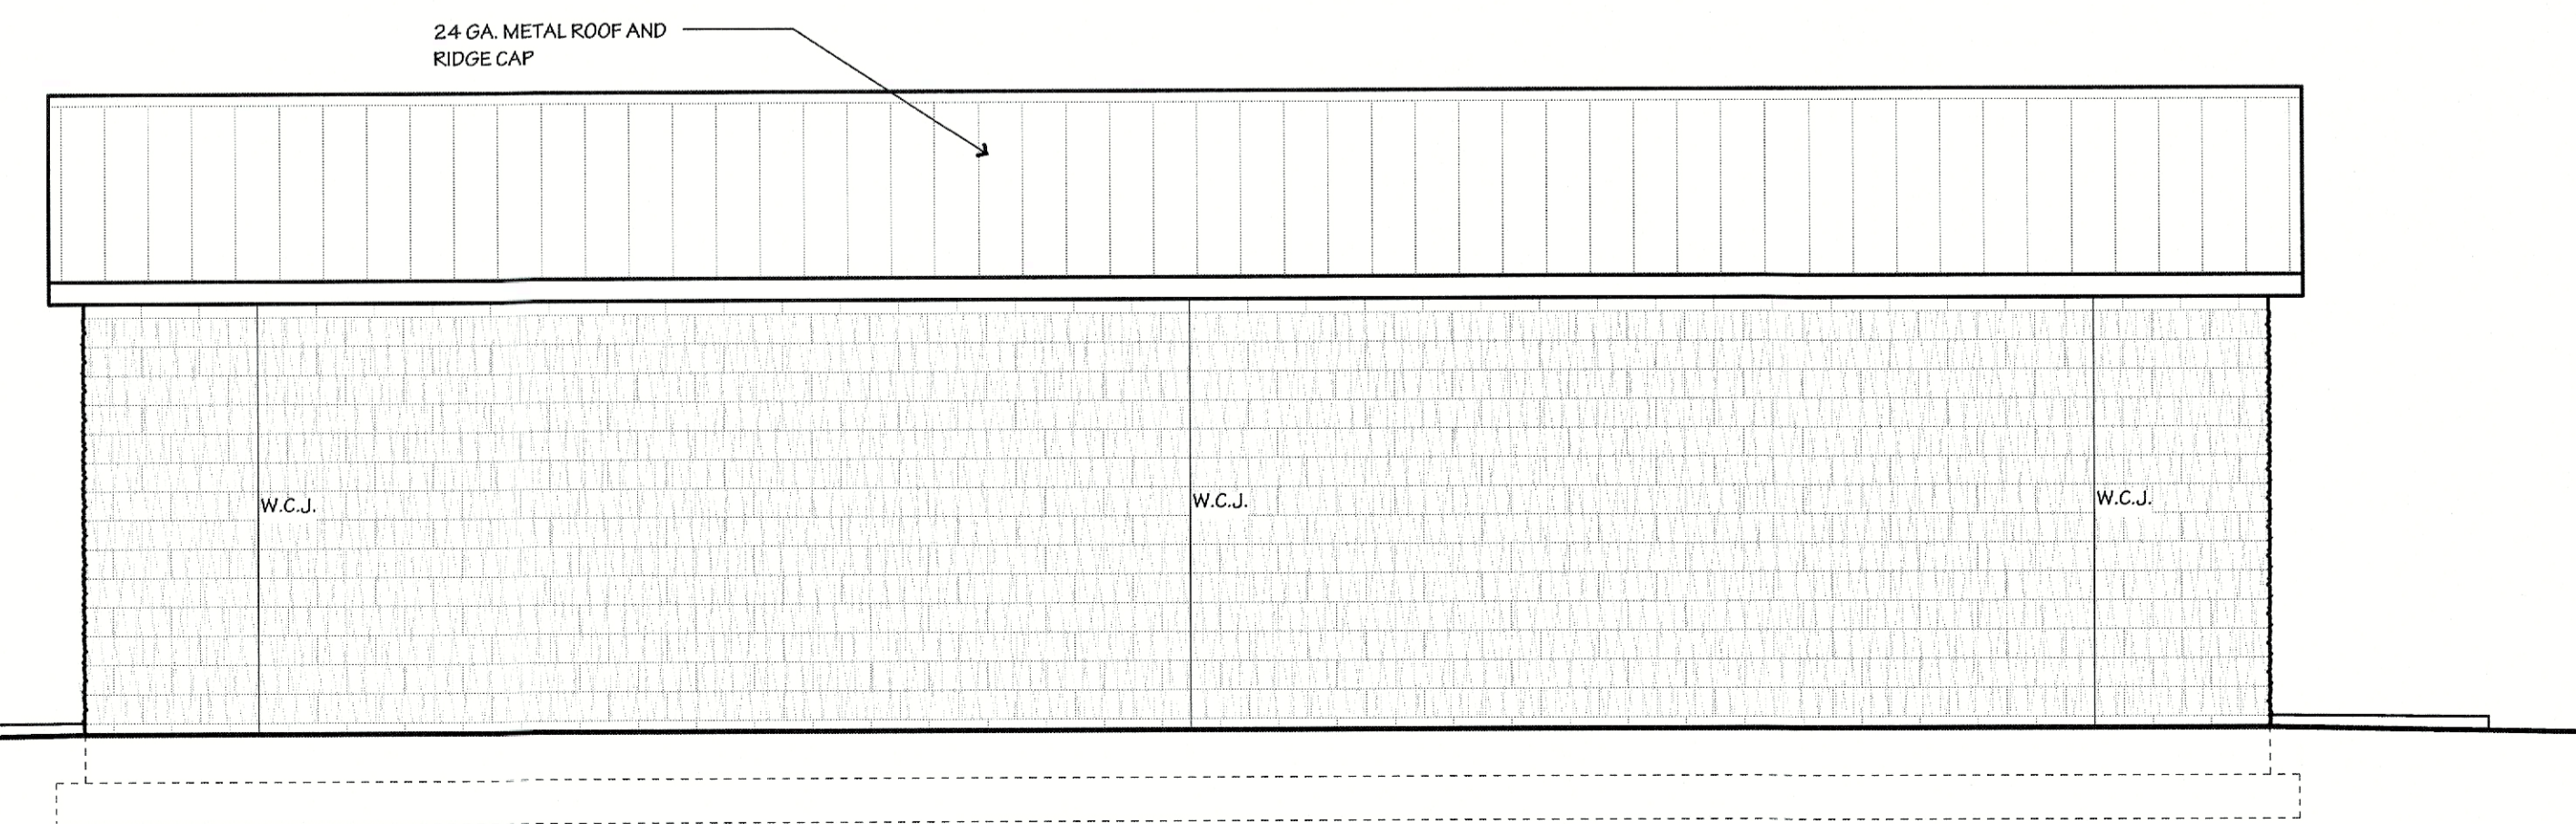 24 GA. METAL ROOF AND
RIDGE CAP
W.C.J.
W.C.J.
W.C.J.